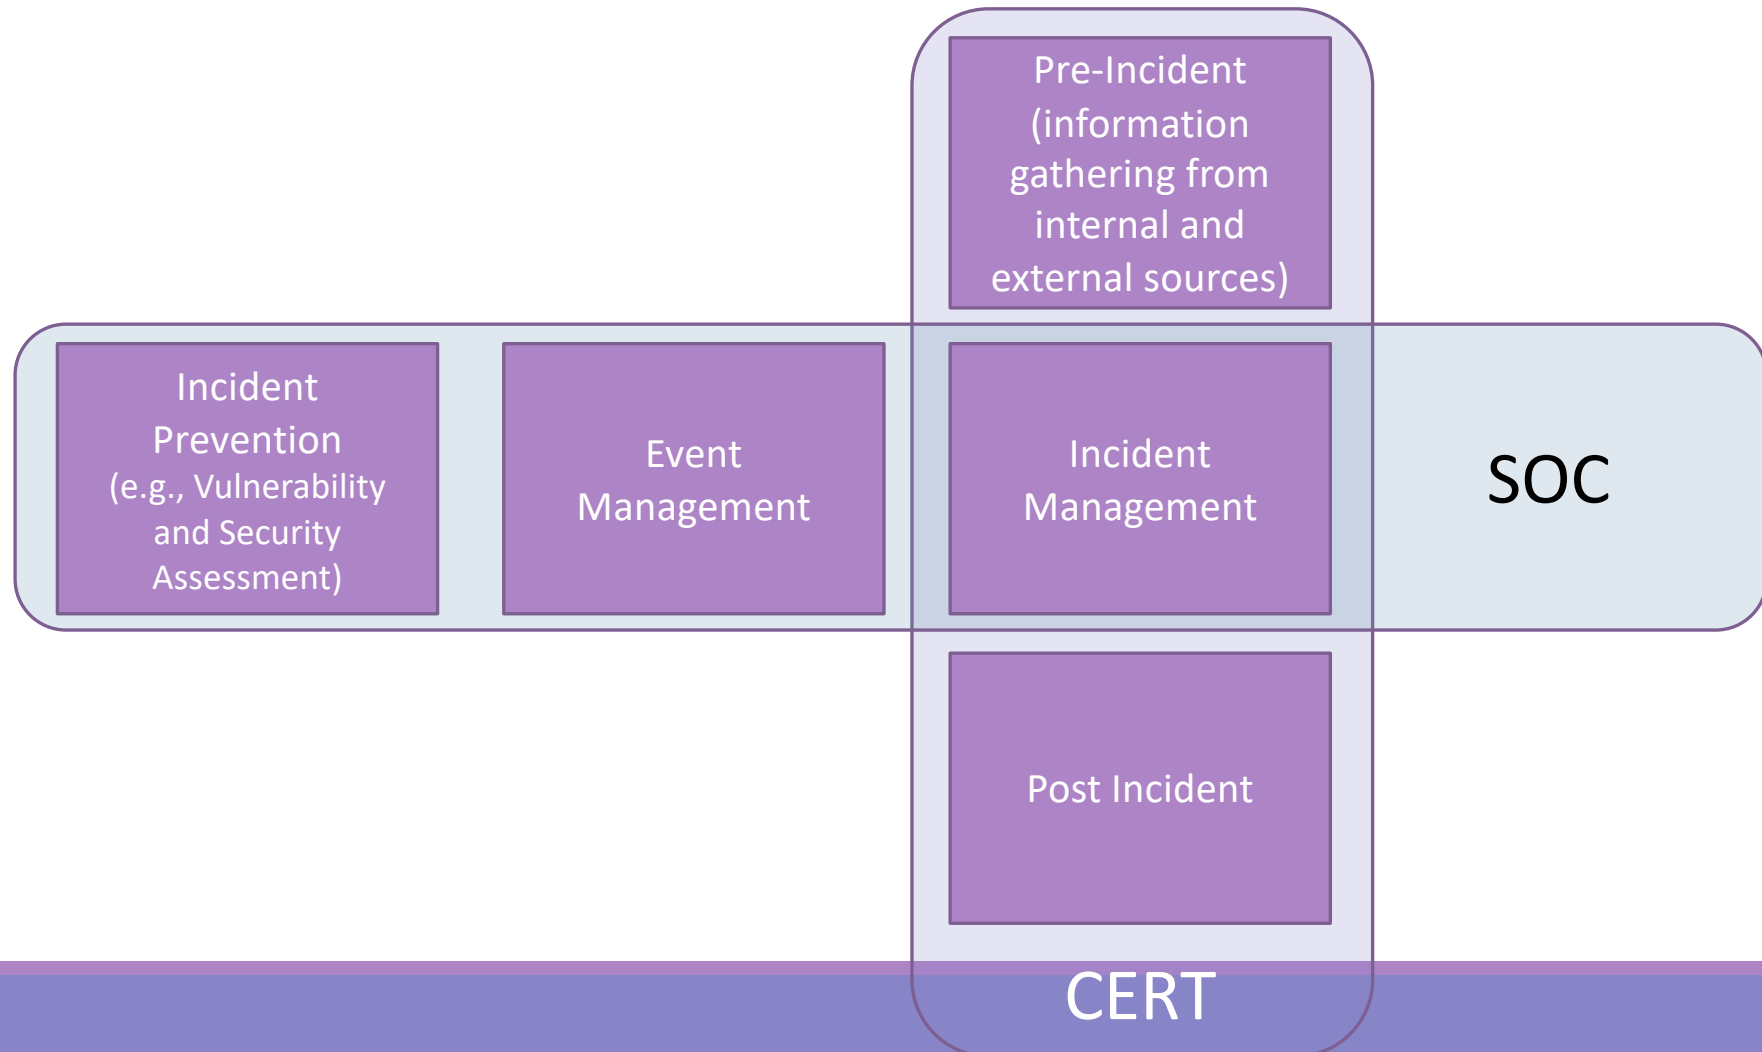 Pre-Incident
(information
gathering from
internal and
external sources)
Incident
Prevention
(e.g., Vulnerability
and Security
Assessment)
Event
Management
Incident
Management
SOC
Post Incident
CERT